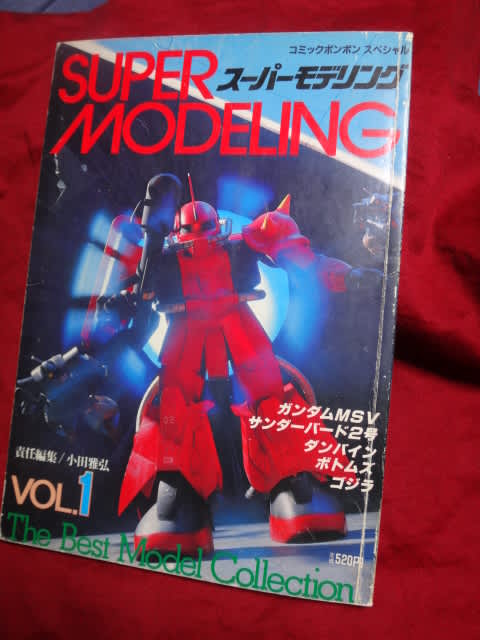 コミックボンボン スペシャル
SUPER スーパーモデリング
MODELING
ガンダムMSV
サンダーバード2号
ダンバイン
ボトムズ
ゴジラ
責任編集/小田雅弘
VOL.1
The Best Model Collection
520円